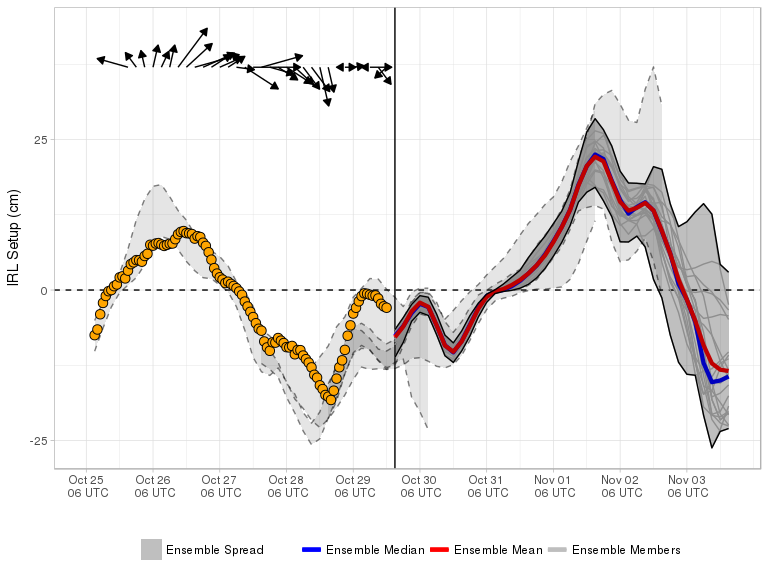 IRL Setup (cm)
25
0
-25
Oct 25 Oct 26 Oct 27 Oct 28 Oct 29 Oct 30 Oct 31 Nov 01 Nov 02 Nov 03
06 UTC 06 UTC 06 UTC 06 UTC 06 UTC 06 UTC 06 UTC 06 UTC 06 UTC 06 UTC
Ensemble Spread Ensemble Median Ensemble Mean Ensemble Members